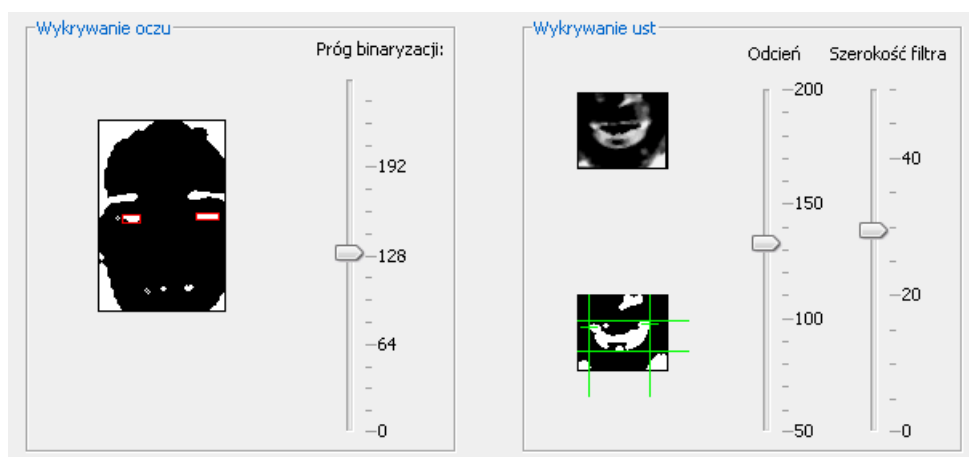 Wykrywanie oczu
Próg binaryzacji:
192
128
64
0
Wykrywanie ust
Odcień
Szerokość filtra
200
150
100
50
40
20
0